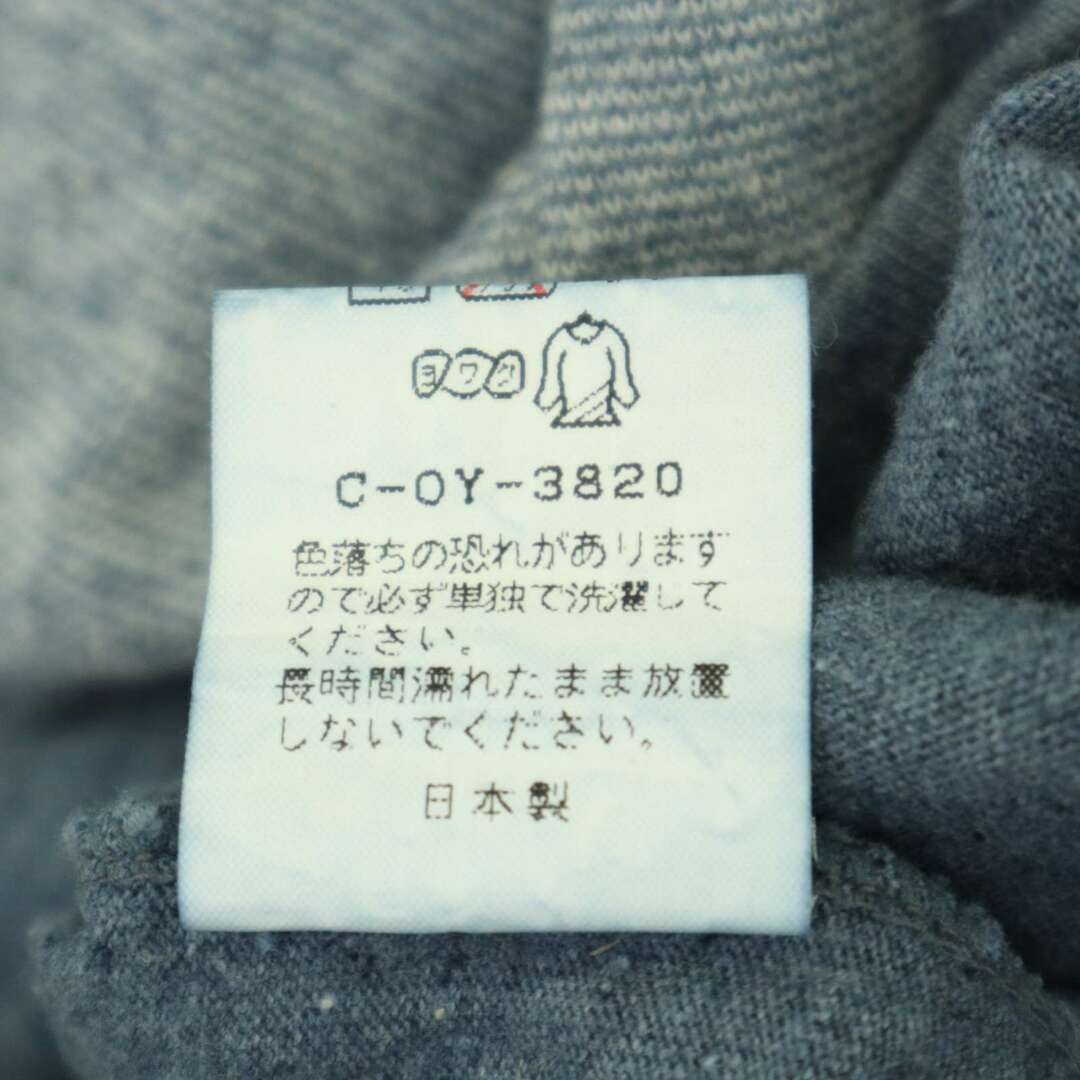 ヨワク
C-OY-3820
色落ちの恐れがあります
ので必ず単独で洗濯して
ください。
長時間濡れたまま放置
しないでください。
日本製